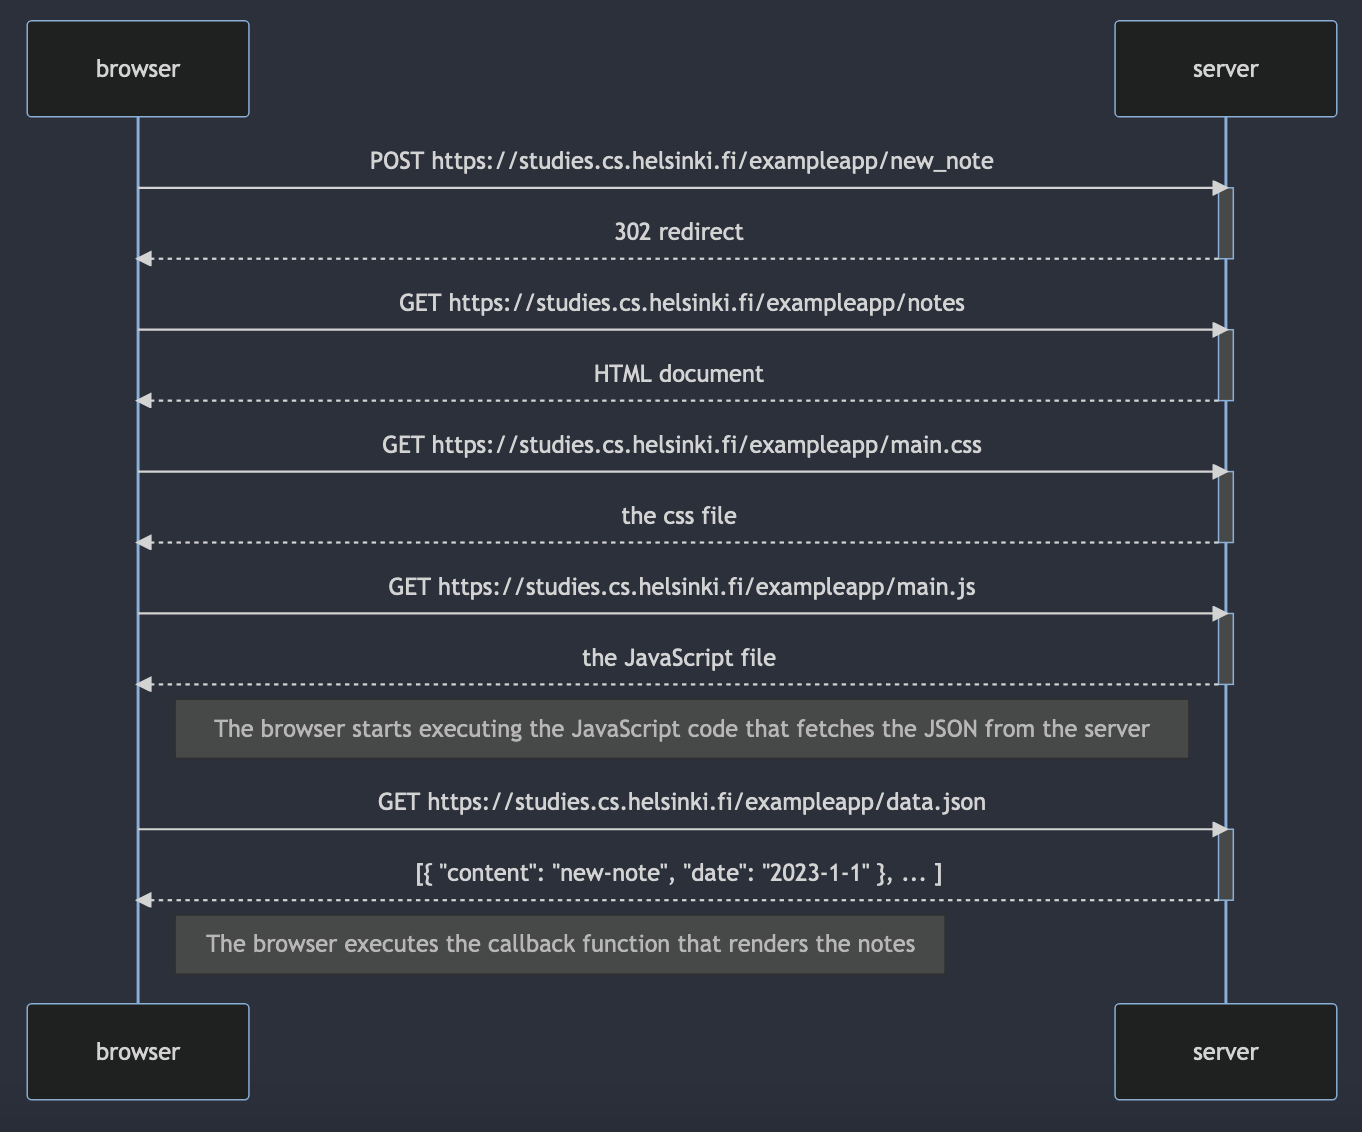 browser
server
POST https://studies.cs.helsinki.fi/exampleapp/new_note
302 redirect
GET https://studies.cs.helsinki.fi/exampleapp/notes
HTML document
GET https://studies.cs.helsinki.fi/exampleapp/main.css
the css file
GET https://studies.cs.helsinki.fi/exampleapp/main.js
the JavaScript file
The browser starts executing the JavaScript code that fetches the JSON from the server
GET https://studies.cs.helsinki.fi/exampleapp/data.json
[{ "content": "new-note", "date": "2023-1-1" }, ... ]
The browser executes the callback function that renders the notes
browser
server